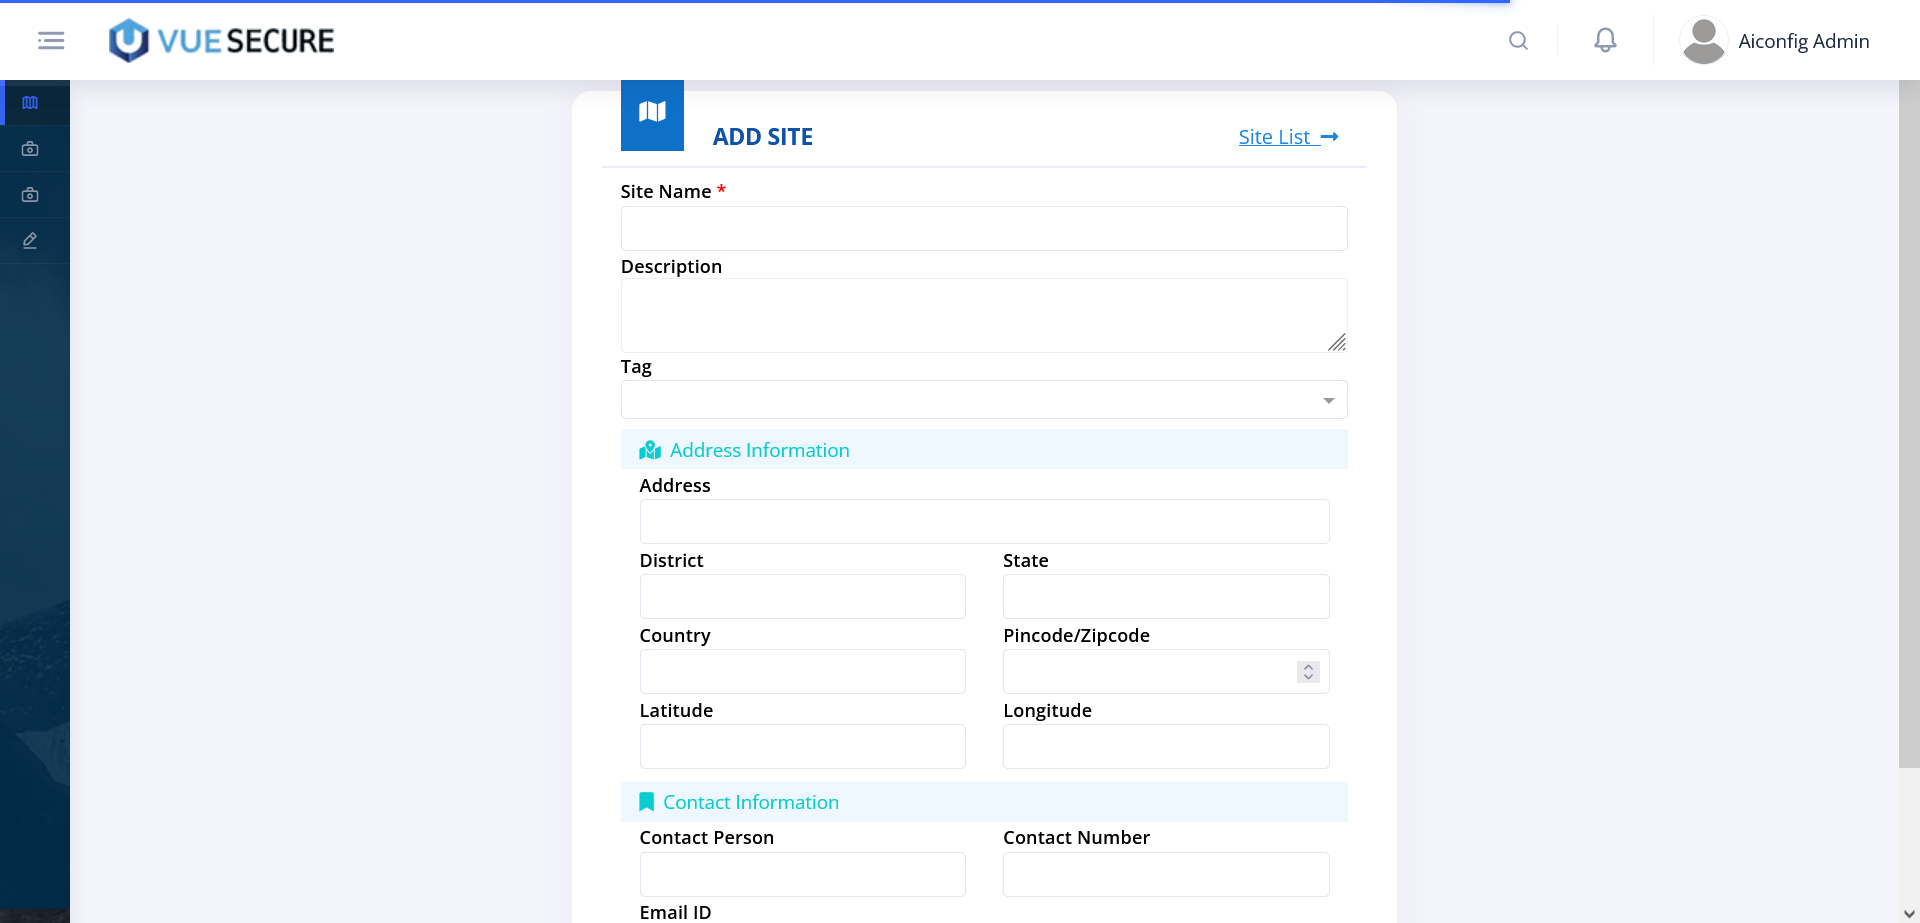 VUE SECURE
Aiconfig Admin
ADD SITE
Site List
Site Name *
Description
Tag
Address Information
Address
District State
Country Pincode/Zipcode
Latitude Longitude
Contact Information
Contact Person Contact Number
Email ID